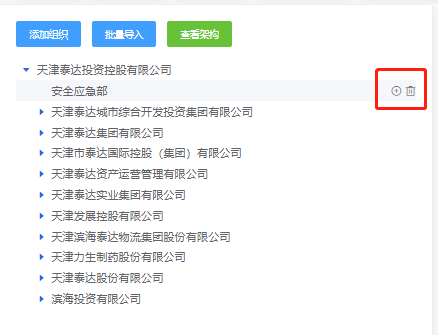 添加组织 批量导入 查看架构
天津泰达投资控股有限公司
安全应急部
天津泰达城市综合开发投资集团有限公司
天津泰达集团有限公司
天津市泰达国际控股（集团）有限公司
天津泰达资产运营管理有限公司
天津泰达实业集团有限公司
天津发展控股有限公司
天津滨海泰达物流集团股份有限公司
天津力生制药股份有限公司
天津泰达股份有限公司
滨海投资有限公司